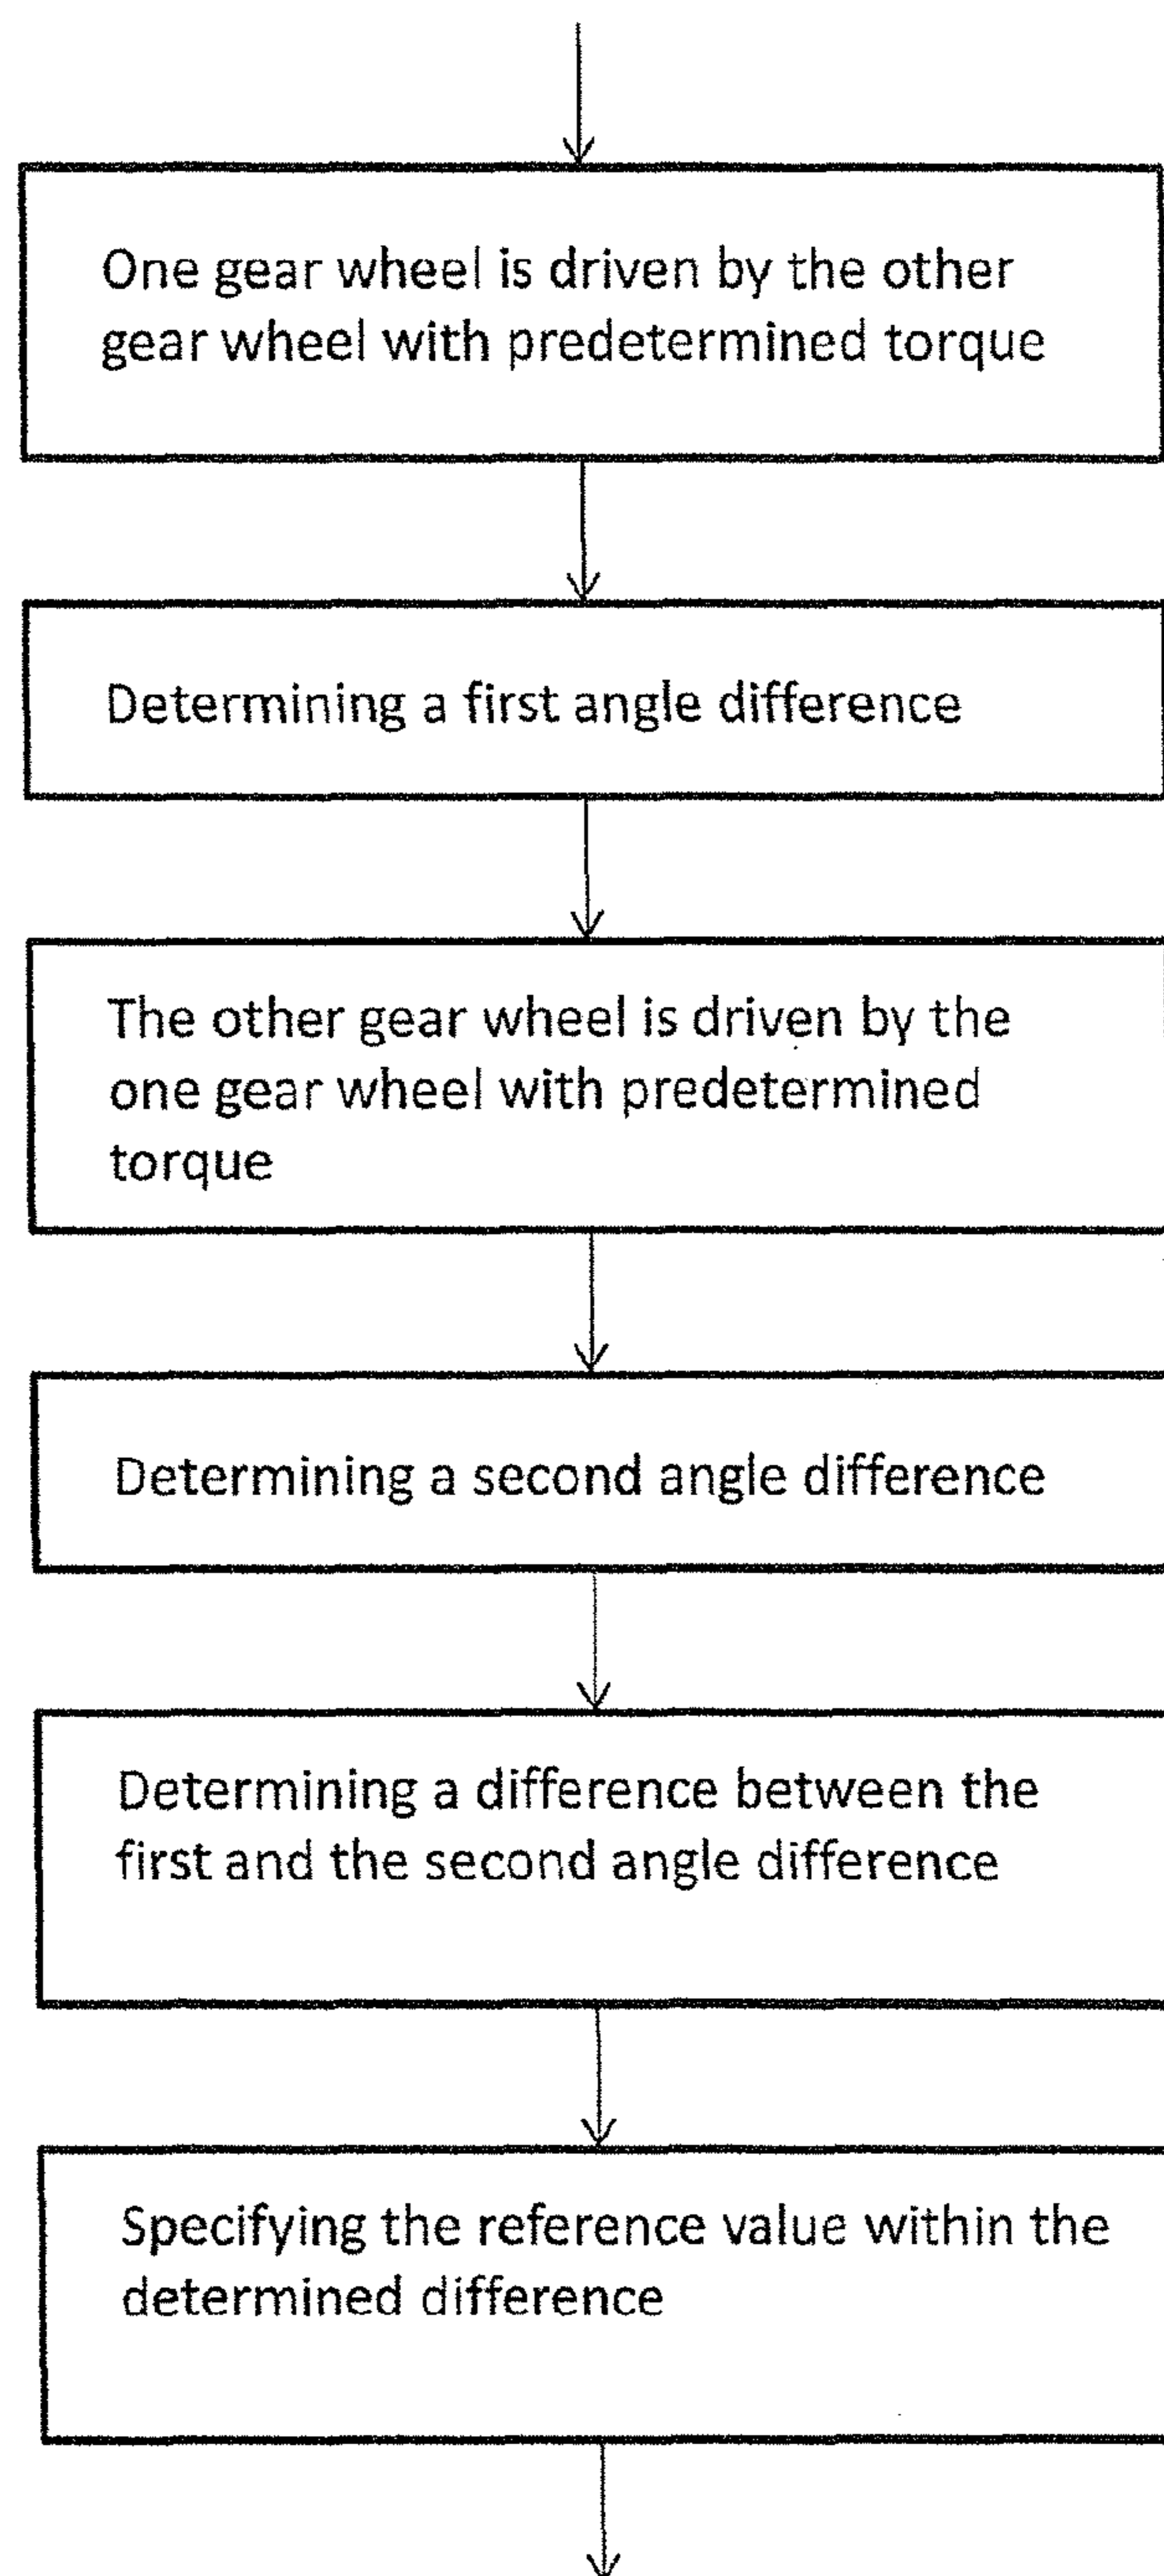 One gear wheel is driven by the other
gear wheel with predetermined torque
Determining a first angle difference
The other gear wheel is driven by the
one gear wheel with predetermined
torque
Determining a second angle difference
Determining a difference between the
first and the second angle difference
Specifying the reference value within the
determined difference